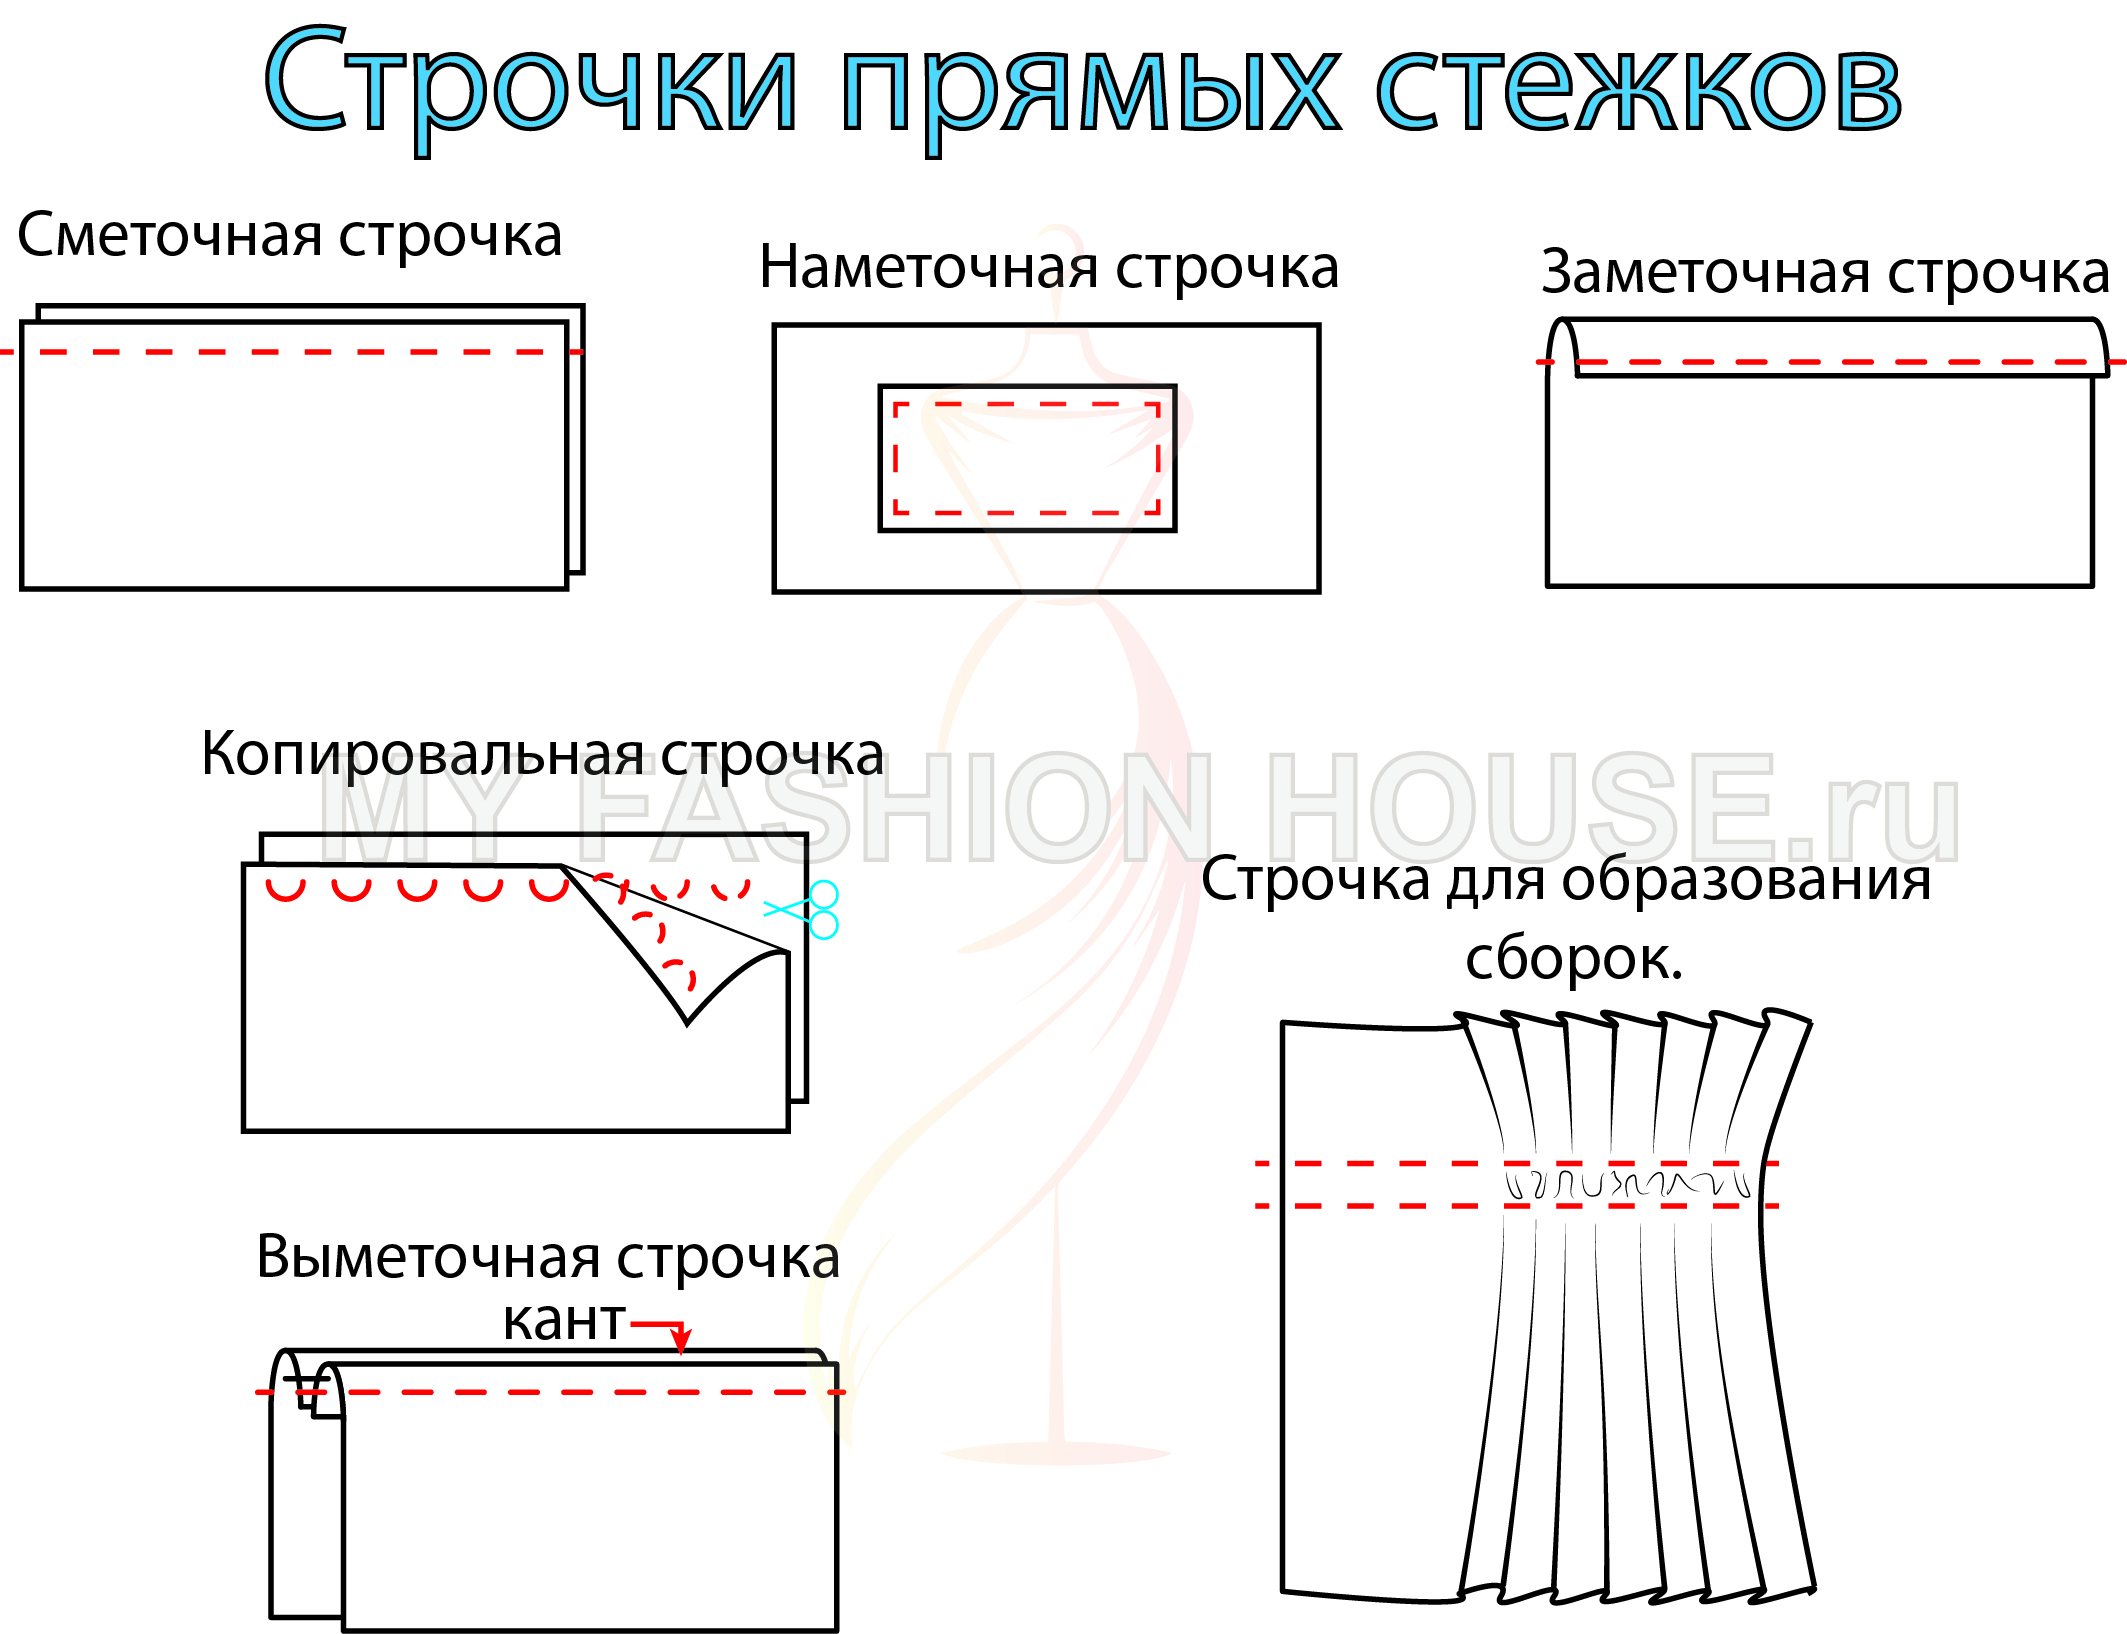 Строчки прямых стежков
Сметочная строчка
Наметочная строчка
Заметочная строчка
Копировальная строчка
MY FASHION HOUSE.ru
Строчка для образования
сборок.
Выметочная строчка
кант